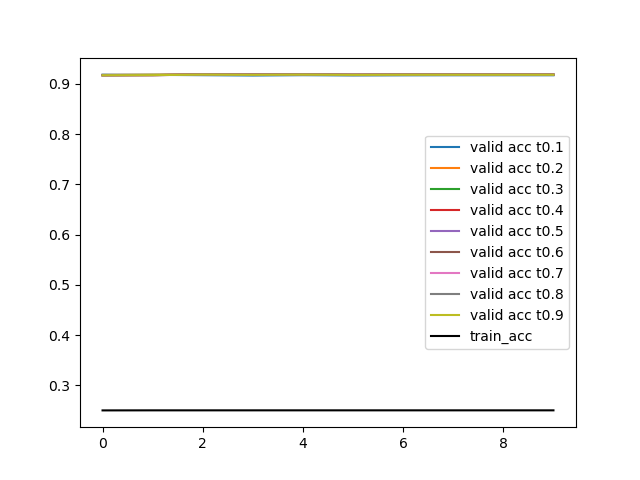 0.9
0.8
0.7
0.6
0.5
0.4
0.3
valid acc t0.1
valid acc t0.2
valid acc t0.3
valid acc t0.4
valid acc t0.5
valid acc t0.6
valid acc t0.7
valid acc t0.8
valid acc t0.9
train_acc
0 2 4 6 8